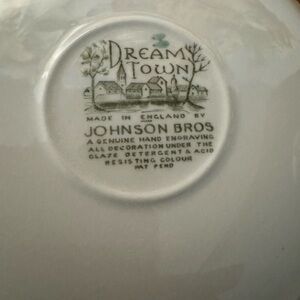 DREAM
TOWN
MADE IN ENGLAND BY
JOHNSON BROS
A GENUINE HAND ENGRAVING
ALL DECORATION UNDER THE
GLAZE DETERGENT & ACID
RESISTING COLOUR
PAT PEND